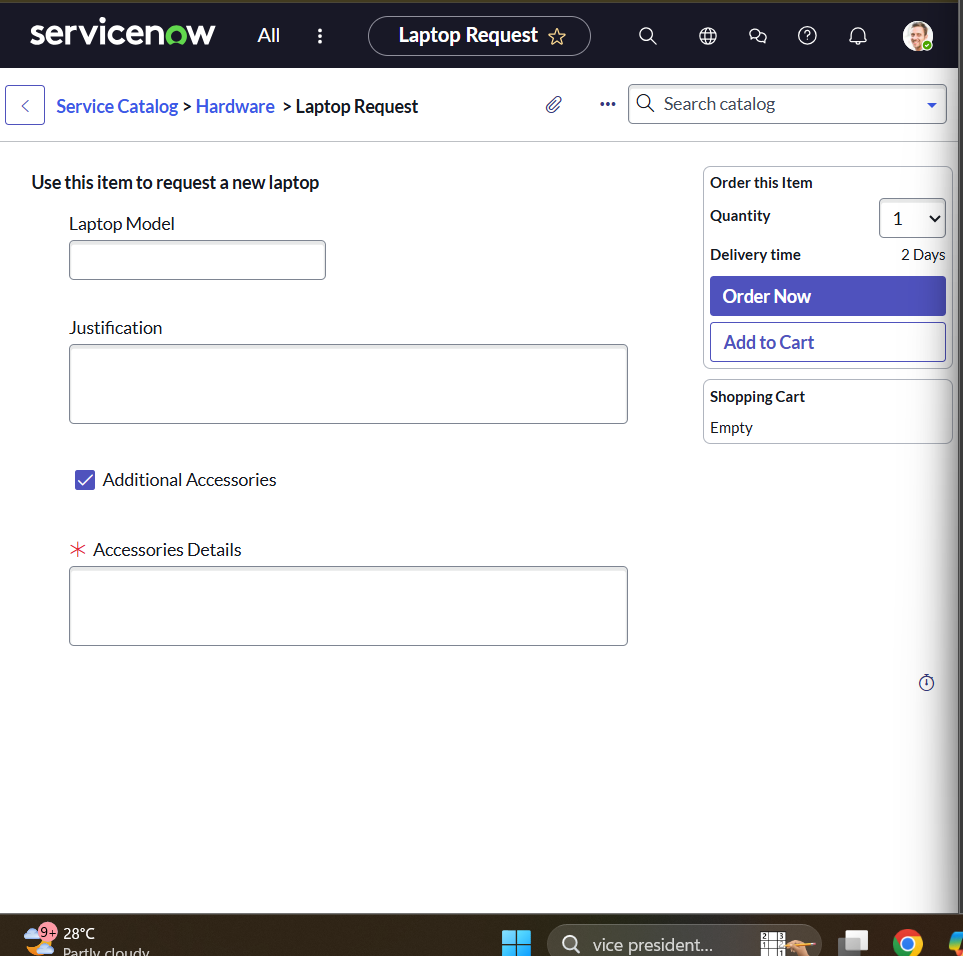 servicenow
All
Laptop Request
Service Catalog > Hardware > Laptop Request
Search catalog
Use this item to request a new laptop
Laptop Model
Justification
Additional Accessories
* Accessories Details
Order this Item
Quantity
1
Delivery time
2 Days
Order Now
Add to Cart
Shopping Cart
Empty
9+
28°C
Partly cloudy
vice president...